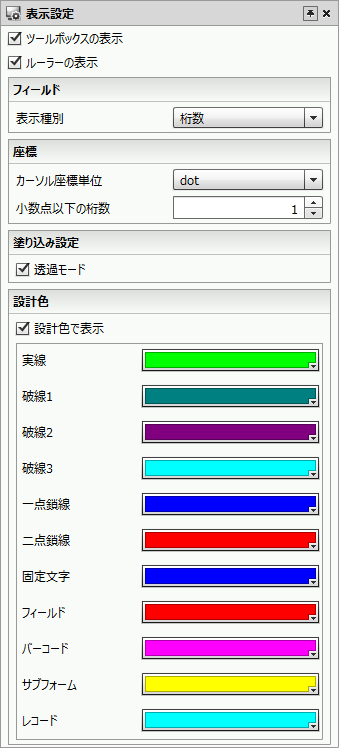 表示設定
ツールボックスの表示
ルーラーの表示
フィールド
表示種別 桁数
座標
カーソル座標単位 dot
小数点以下の桁数 1
塗り込み設定
透過モード
設計色
設計色で表示
実線
破線1
破線2
破線3
一点鎖線
二点鎖線
固定文字
フィールド
バーコード
サブフォーム
レコード